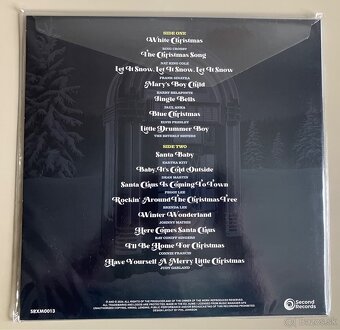 SIDE ONE
White Christmas
BING CROSBY
The Christmas Song
NAT KING COLE
Let It Snow, Let It Snow, Let It Snow
FRANK SINATRA
Mary's Boy Child
HARRY BELAFONTE
Jingle Bells
PAUL ANKA
Blue Christmas
ELVIS PRESLEY
Little Drummer Boy
THE BEVERLY SISTERS
SIDE TWO
Santa Baby
EARTHA KITT
Baby, It's Cold Outside
DEAN MARTIN
Santa Claus Is Coming To Town
PEGGY LEE
Rockin' Around The Christmas Tree
BRENDA LEE
Winter Wonderland
JOHNNY MATHIS
Here Comes Santa Claus
RAY CONIFF SINGERS
I'll Be Home For Christmas
CONNIE FRANCIS
Have Yourself A Merry Little Christmas
JUDY GARLAND
SRXM0013
Second
Records